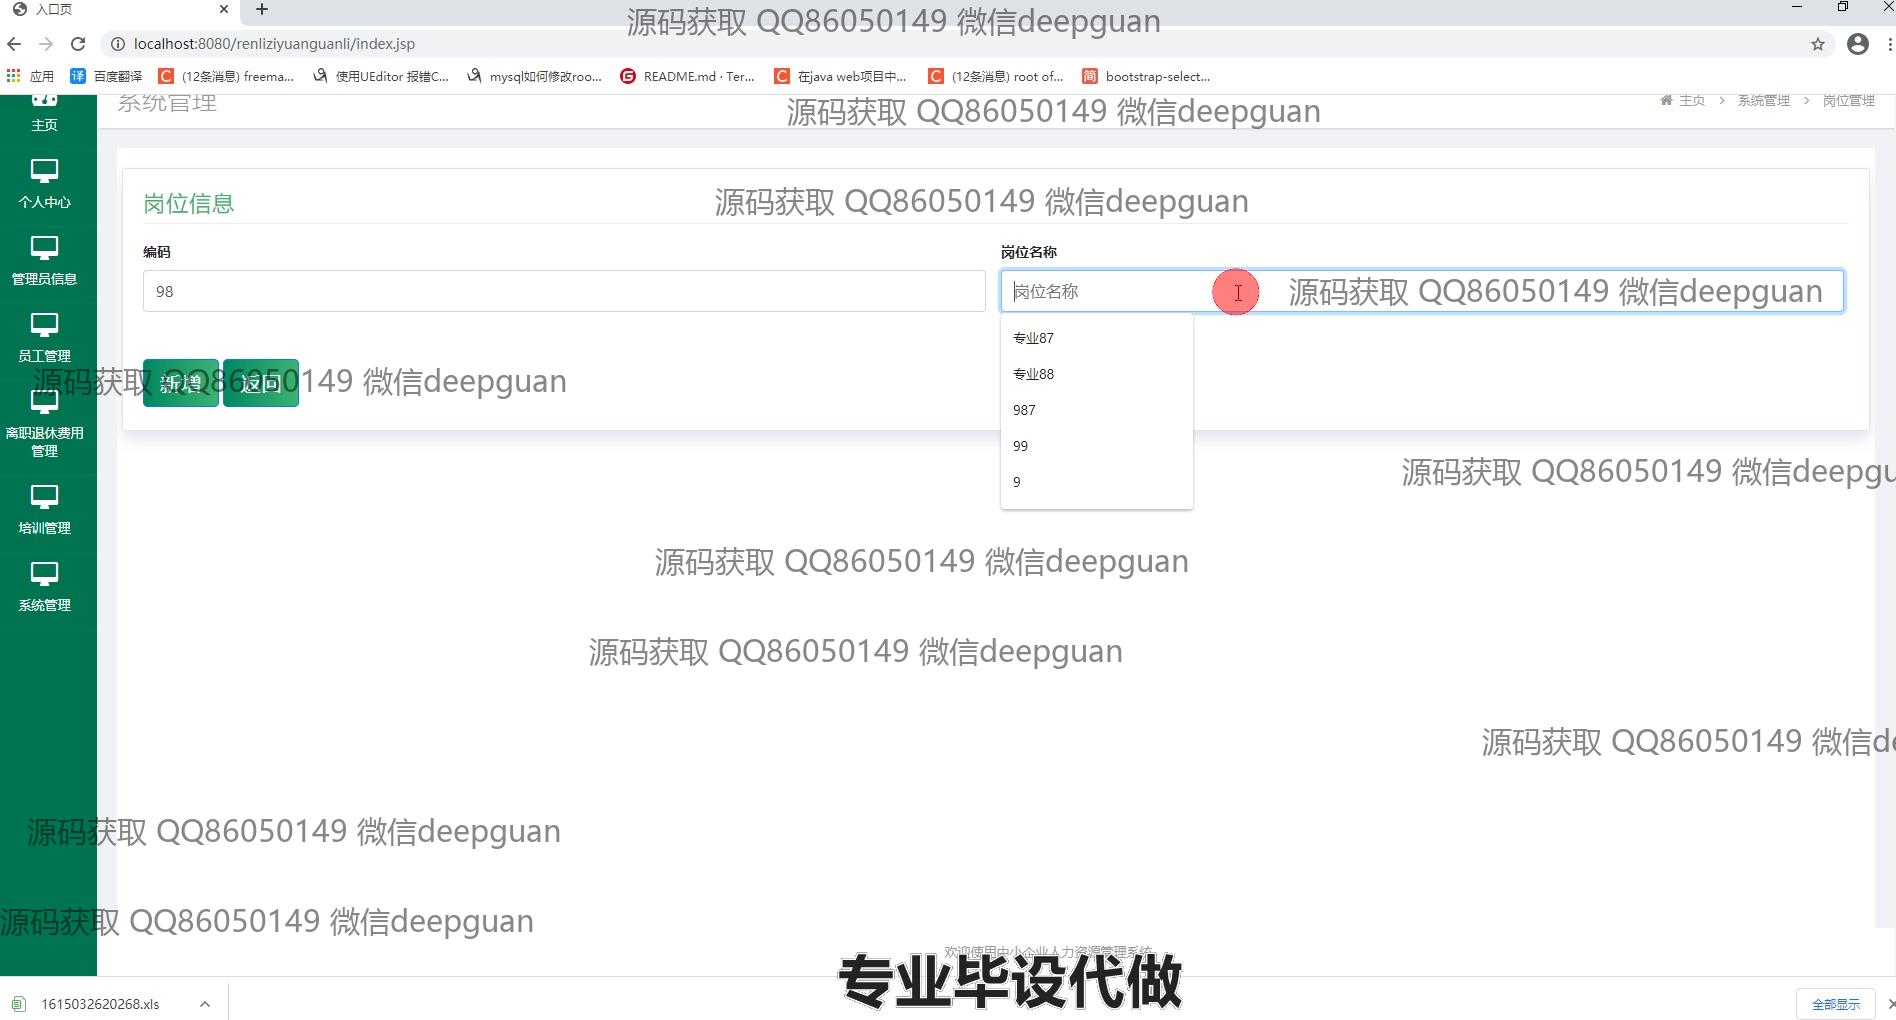 入口页
源码获取 QQ86050149 微信deepguan
localhost:8080/renliziyuanguanli/index.jsp
应用 百度翻译 (12条消息) freema... 使用UEditor 报错C... mysql如何修改roo... README.md · Ter... 在java web项目中... (12条消息) root of... bootstrap-select...
系统管理
主页 > 系统管理 > 岗位管理
源码获取 QQ86050149 微信deepguan
主页
个人中心
管理员信息
员工管理
离职退休费用
管理
培训管理
系统管理
岗位信息
源码获取 QQ86050149 微信deepguan
编码 岗位名称
98 岗位名称
源码获取 QQ86050149 微信deepguan
专业87
专业88
987
99
9
新增 返回
源码获取 QQ86050149 微信deepguan
源码获取 QQ86050149 微信deepgu
源码获取 QQ86050149 微信deepguan
源码获取 QQ86050149 微信deepguan
源码获取 QQ86050149 微信de
源码获取 QQ86050149 微信deepguan
源码获取 QQ86050149 微信deepguan
欢迎使用中小企业人力资源管理系统
专业毕设代做
1615032620268.xls
全部显示